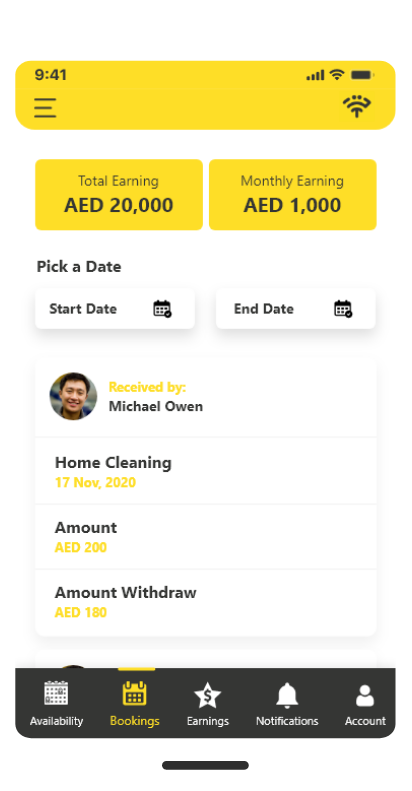 9:41
Total Earning
AED 20,000
Monthly Earning
AED 1,000
Pick a Date
Start Date
End Date
Received by:
Michael Owen
Home Cleaning
17 Nov, 2020
Amount
AED 200
Amount Withdraw
AED 180
Availability
Bookings
Earnings
Notifications
Account